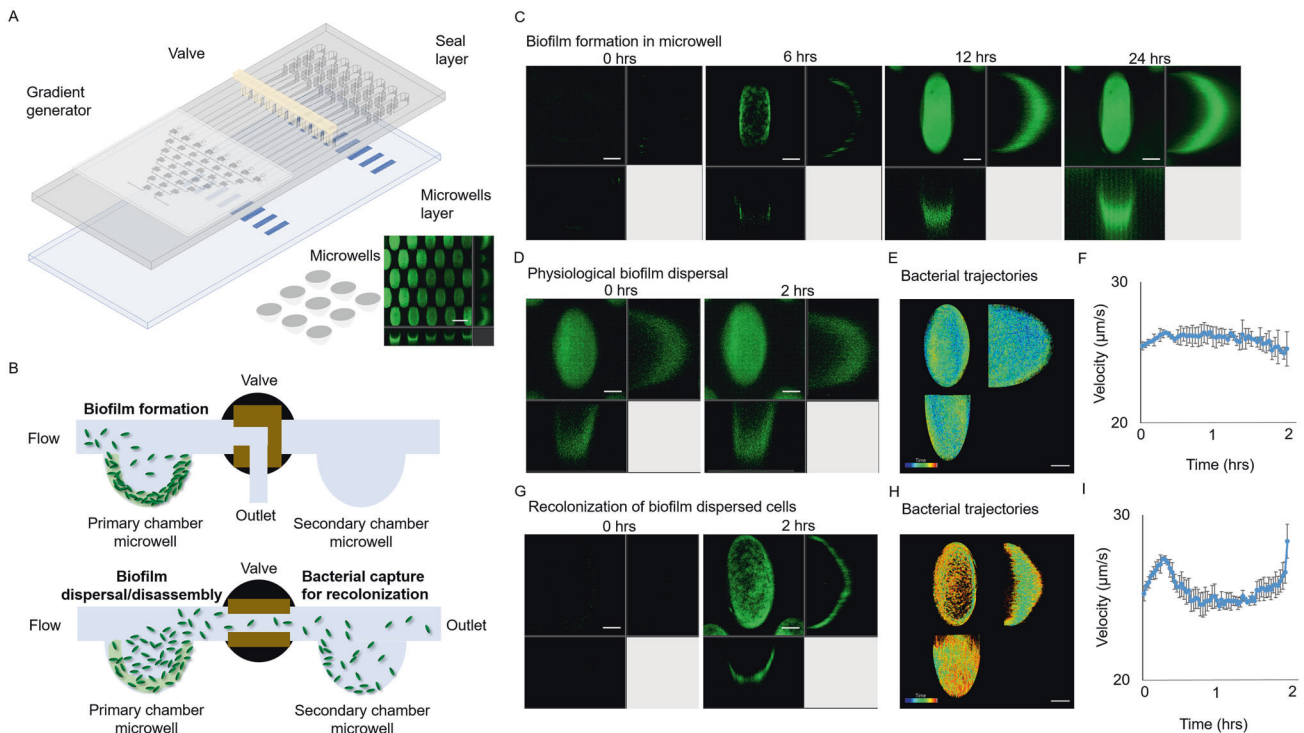 A
Valve
Seal
layer
Gradient
generator
Microwells
layer
Microwells
B
Valve
Biofilm formation
Flow
Outlet
Primary chamber
microwell
Secondary chamber
microwell
Biofilm
dispersal/disassembly
Valve
Bacterial capture
for recolonization
Flow
Outlet
Primary chamber
microwell
Secondary chamber
microwell
C
Biofilm formation in microwell
0 hrs
6 hrs
12 hrs
24 hrs
D
Physiological biofilm dispersal
0 hrs
2 hrs
E
Bacterial trajectories
Time
F
30
20
Velocity (µm/s)
0
1
2
Time (hrs)
G
Recolonization of biofilm dispersed cells
0 hrs
2 hrs
H
Bacterial trajectories
Time
I
30
20
Velocity (µm/s)
0
1
2
Time (hrs)